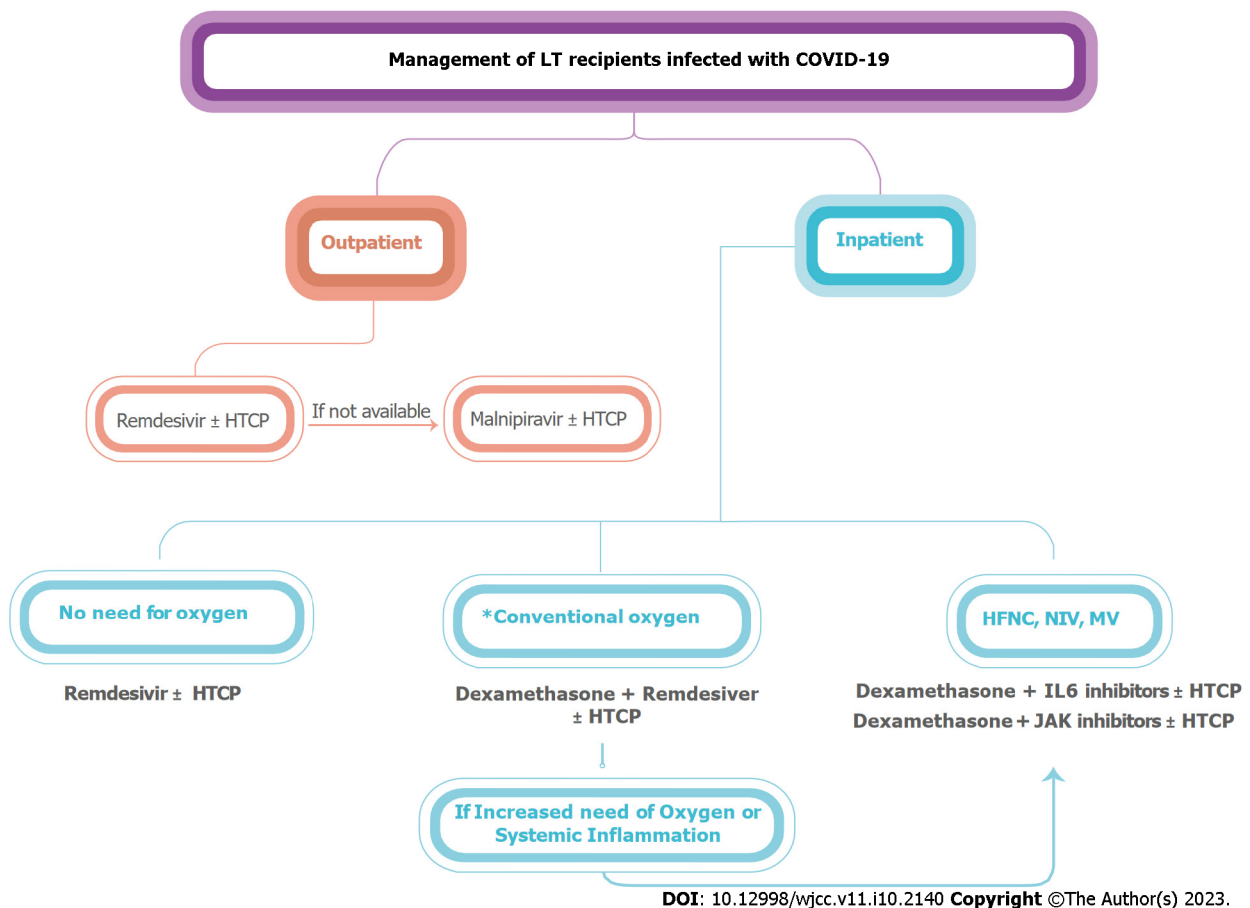 Management of LT recipients infected with COVID-19
Outpatient
Inpatient
Remdesivir ± HTCP
If not available
Malnipiravir ± HTCP
No need for oxygen
*Conventional oxygen
HFNC, NIV, MV
Remdesivir ± HTCP
Dexamethasone + Remdesiver
± HTCP
Dexamethasone + IL6 inhibitors ± HTCP
Dexamethasone + JAK inhibitors ± HTCP
If Increased need of Oxygen or
Systemic Inflammation
DOI: 10.12998/wjcc.v11.i10.2140 Copyright ©The Author(s) 2023.